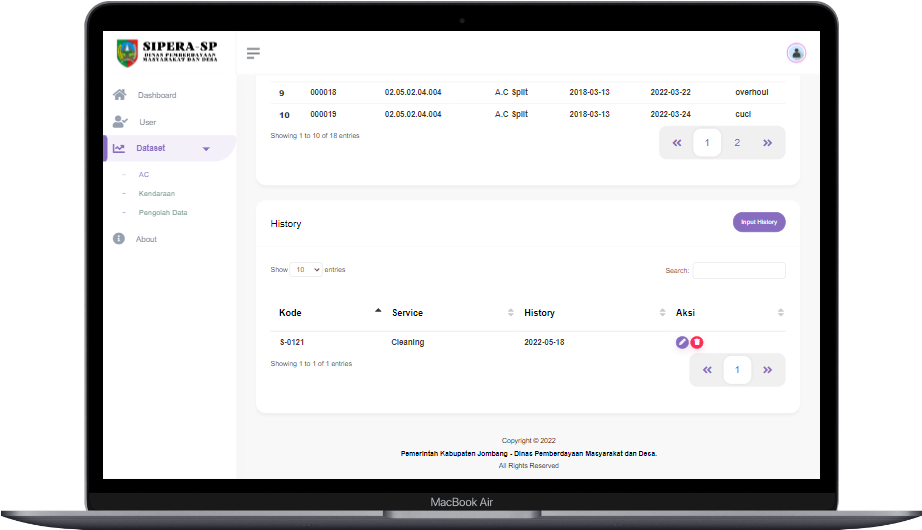 SIPERA-SP
DINAS PEMBERDAYAAN
MASYARAKAT DAN DESA
Dashboard
User
Dataset
- AC
- Kendaraan
- Pengolah Data
About
9 000018 02.05.02.04.004 A.C Split 2018-03-13 2022-03-22 overhoul
10 000019 02.05.02.04.004 A.C Split 2018-03-13 2022-03-24 cuci
Showing 1 to 10 of 18 entries
« 1 2 »
History
Input History
Show 10 entries
Search:
Kode Service History Aksi
S-0121 Cleaning 2022-05-18
Showing 1 to 1 of 1 entries
« 1 »
Copyright © 2022
Pemerintah Kabupaten Jombang - Dinas Pemberdayaan Masyarakat dan Desa.
All Rights Reserved
MacBook Air